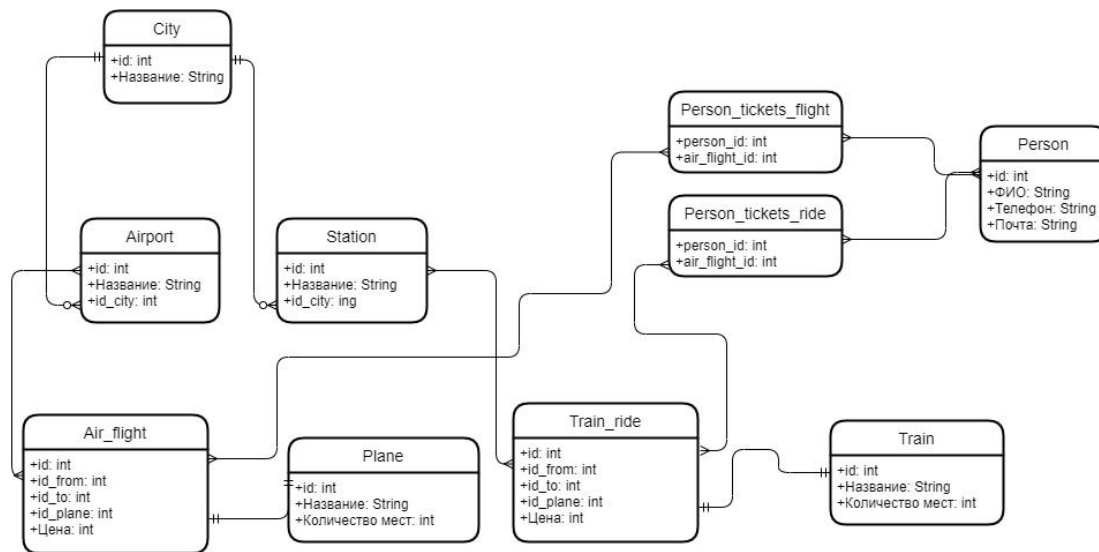 City
+id: int
+Название: String
Person_tickets_flight
+person_id: int
+air_flight_id: int
Person
+id: int
+ФИО: String
+Телефон: String
+Почта: String
Person_tickets_ride
+person_id: int
+air_flight_id: int
Airport
+id: int
+Название: String
+id_city: int
Station
+id: int
+Название: String
+id_city: ing
Air_flight
+id: int
+id_from: int
+id_to: int
+id_plane: int
+Цена: int
Plane
+id: int
+Название: String
+Количество мест: int
Train_ride
+id: int
+id_from: int
+id_to: int
+id_plane: int
+Цена: int
Train
+id: int
+Название: String
+Количество мест: int